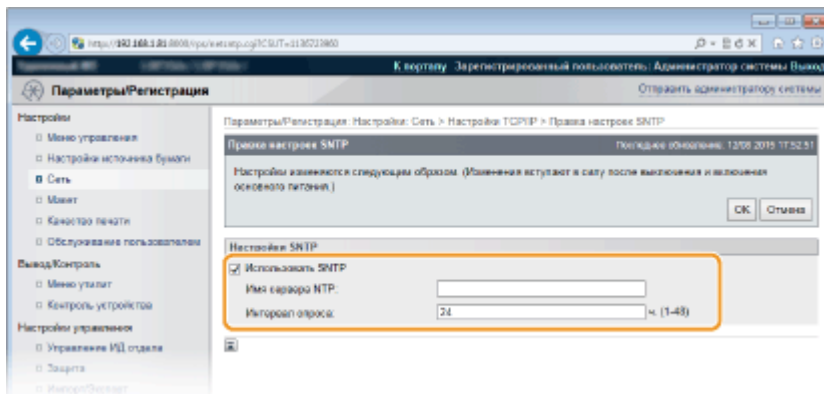 К порталу Зарегистрированный пользователь: Администратор системы Выход
Параметры/Регистрация
Отправить администратору системы
Настройки
Меню управления
Настройки источника бумаги
Сеть
Макет
Качество печати
Обслуживание пользователем
Вывод/Контроль
Меню утилит
Контроль устройства
Настройки управления
Управление ИД отдела
Защита
Импорт/Экспорт
Параметры/Регистрация: Настройки: Сеть > Настройки TCP/IP > Правка настроек SNTP
Правка настроек SNTP
Последнее обновление: 12/08 2015 17:52:51
Настройки изменяются следующим образом. (Изменения вступают в силу после выключения и включения
основного питания.)
OK Отмена
Настройки SNTP
Использовать SNTP
Имя сервера NTP:
Интервал опроса: 24 ч. (1-48)